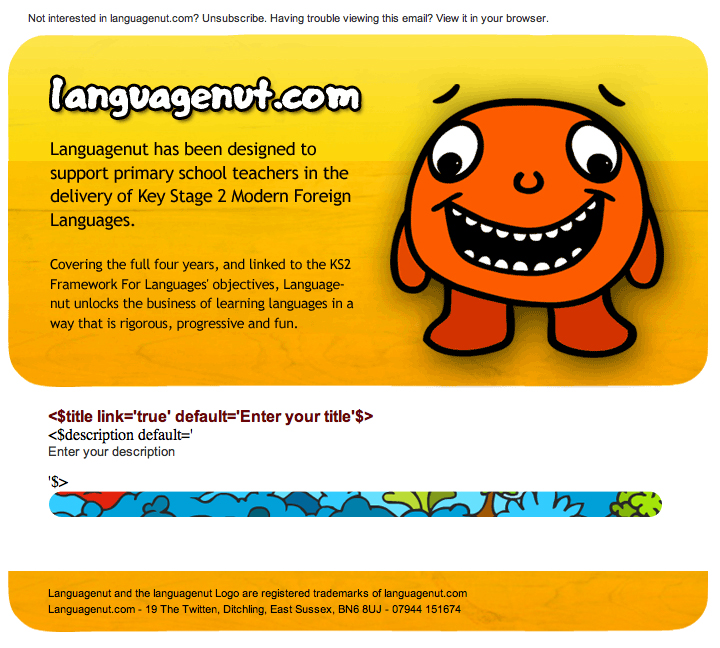 Not interested in languagenut.com? Unsubscribe. Having trouble viewing this email? View it in your browser.
languagenut.com
Languagenut has been designed to
support primary school teachers in the
delivery of Key Stage 2 Modern Foreign
Languages.
Covering the full four years, and linked to the KS2
Framework For Languages' objectives, Language-
nut unlocks the business of learning languages in a
way that is rigorous, progressive and fun.
<$title link='true' default='Enter your title'$>
<$description default='
Enter your description
'$>
Languagenut and the languagenut Logo are registered trademarks of languagenut.com
Languagenut.com - 19 The Twitten, Ditchling, East Sussex, BN6 8UJ - 07944 151674